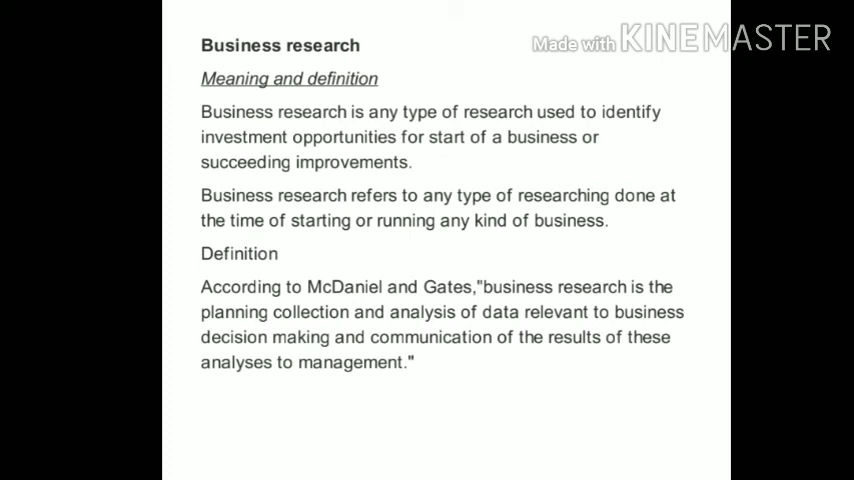 Made with KINEMASTER
Business research
Meaning and definition
Business research is any type of research used to identify
investment opportunities for start of a business or
succeeding improvements.
Business research refers to any type of researching done at
the time of starting or running any kind of business.
Definition
According to McDaniel and Gates,"business research is the
planning collection and analysis of data relevant to business
decision making and communication of the results of these
analyses to management."